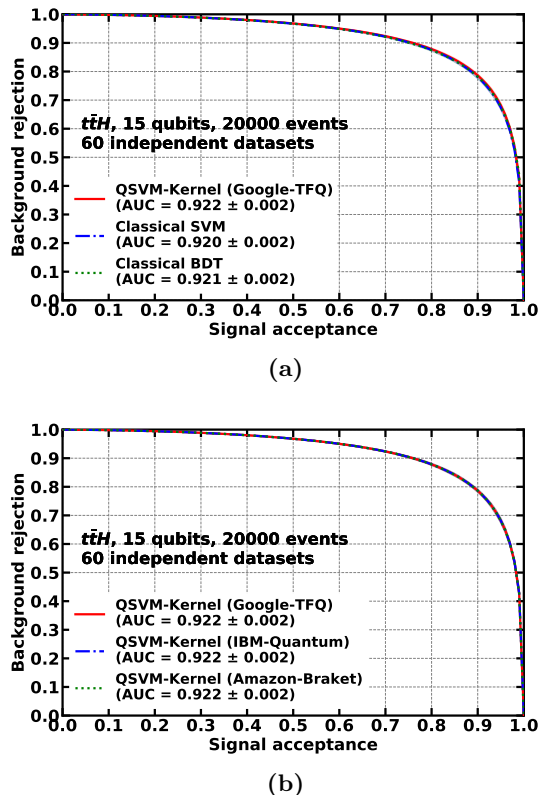 1.0
0.9
0.8
0.7
0.6
0.5
0.4
0.3
0.2
0.1
0.0
Background rejection
tt̄H, 15 qubits, 20000 events
60 independent datasets
QSVM-Kernel (Google-TFQ)
(AUC = 0.922 ± 0.002)
Classical SVM
(AUC = 0.920 ± 0.002)
Classical BDT
(AUC = 0.921 ± 0.002)
0.0 0.1 0.2 0.3 0.4 0.5 0.6 0.7 0.8 0.9 1.0
Signal acceptance
(a)
1.0
0.9
0.8
0.7
0.6
0.5
0.4
0.3
0.2
0.1
0.0
Background rejection
tt̄H, 15 qubits, 20000 events
60 independent datasets
QSVM-Kernel (Google-TFQ)
(AUC = 0.922 ± 0.002)
QSVM-Kernel (IBM-Quantum)
(AUC = 0.922 ± 0.002)
QSVM-Kernel (Amazon-Braket)
(AUC = 0.922 ± 0.002)
0.0 0.1 0.2 0.3 0.4 0.5 0.6 0.7 0.8 0.9 1.0
Signal acceptance
(b)